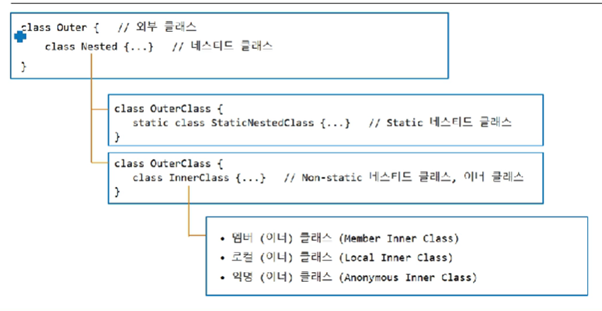 class Outer {   // 외부 클래스
class Nested {...}   // 네스티드 클래스
}
class OuterClass {
static class StaticNestedClass {...}   // Static 네스티드 클래스
}
class OuterClass {
class InnerClass {...}   // Non-static 네스티드 클래스, 이너 클래스
}
• 멤버 (이너) 클래스 (Member Inner Class)
• 로컬 (이너) 클래스 (Local Inner Class)
• 익명 (이너) 클래스 (Anonymous Inner Class)